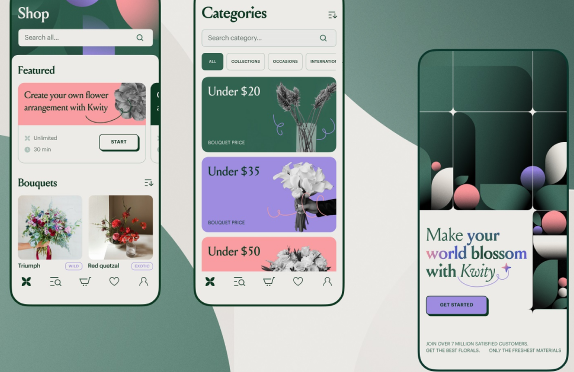 Shop
Search all...
Featured
Create your own flower
arrangement with Kwity
Unlimited
30 min
START
Bouquets
Triumph
WILD
Red quetzal
EXOTIC
Categories
Search category...
ALL
COLLECTIONS
OCCASIONS
INTERNATION
Under $20
BOUQUET PRICE
Under $35
BOUQUET PRICE
Under $50
Make your
world blossom
with Kwity
GET STARTED
JOIN OVER 7 MILLION SATISFIED CUSTOMERS.
GET THE BEST FLORALS. ONLY THE FRESHEST MATERIALS